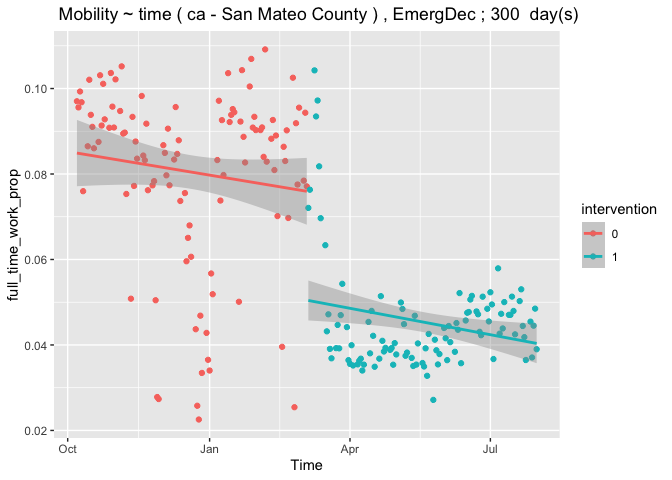 Mobility ~ time ( ca - San Mateo County ) , EmergDec ; 300  day(s)
full_time_work_prop
0.10
0.08
0.06
0.04
0.02
Oct
Jan
Apr
Jul
Time
intervention
0
1